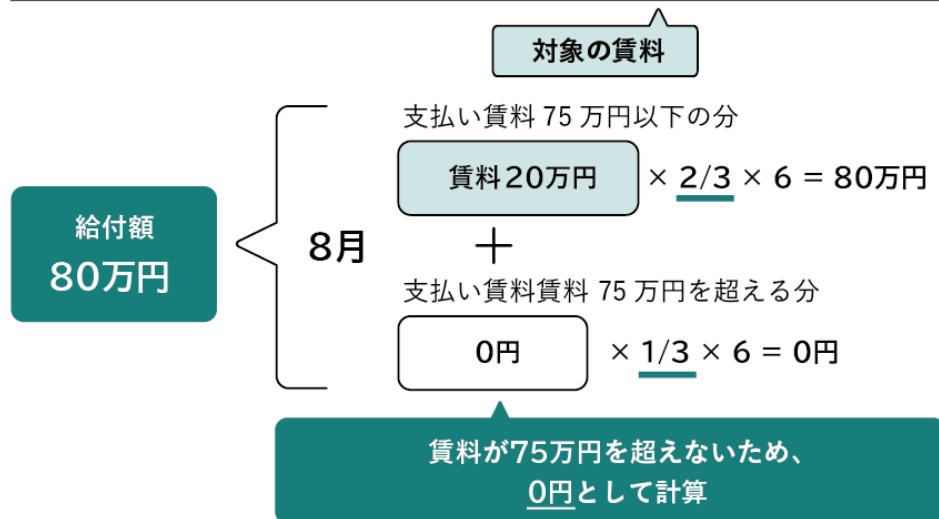 対象の賃料
支払い賃料 75 万円以下の分
賃料20万円 × 2/3 × 6 = 80万円
給付額
80万円
8月
+
支払い賃料賃料 75 万円を超える分
0円 × 1/3 × 6 = 0円
賃料が75万円を超えないため、
0円として計算